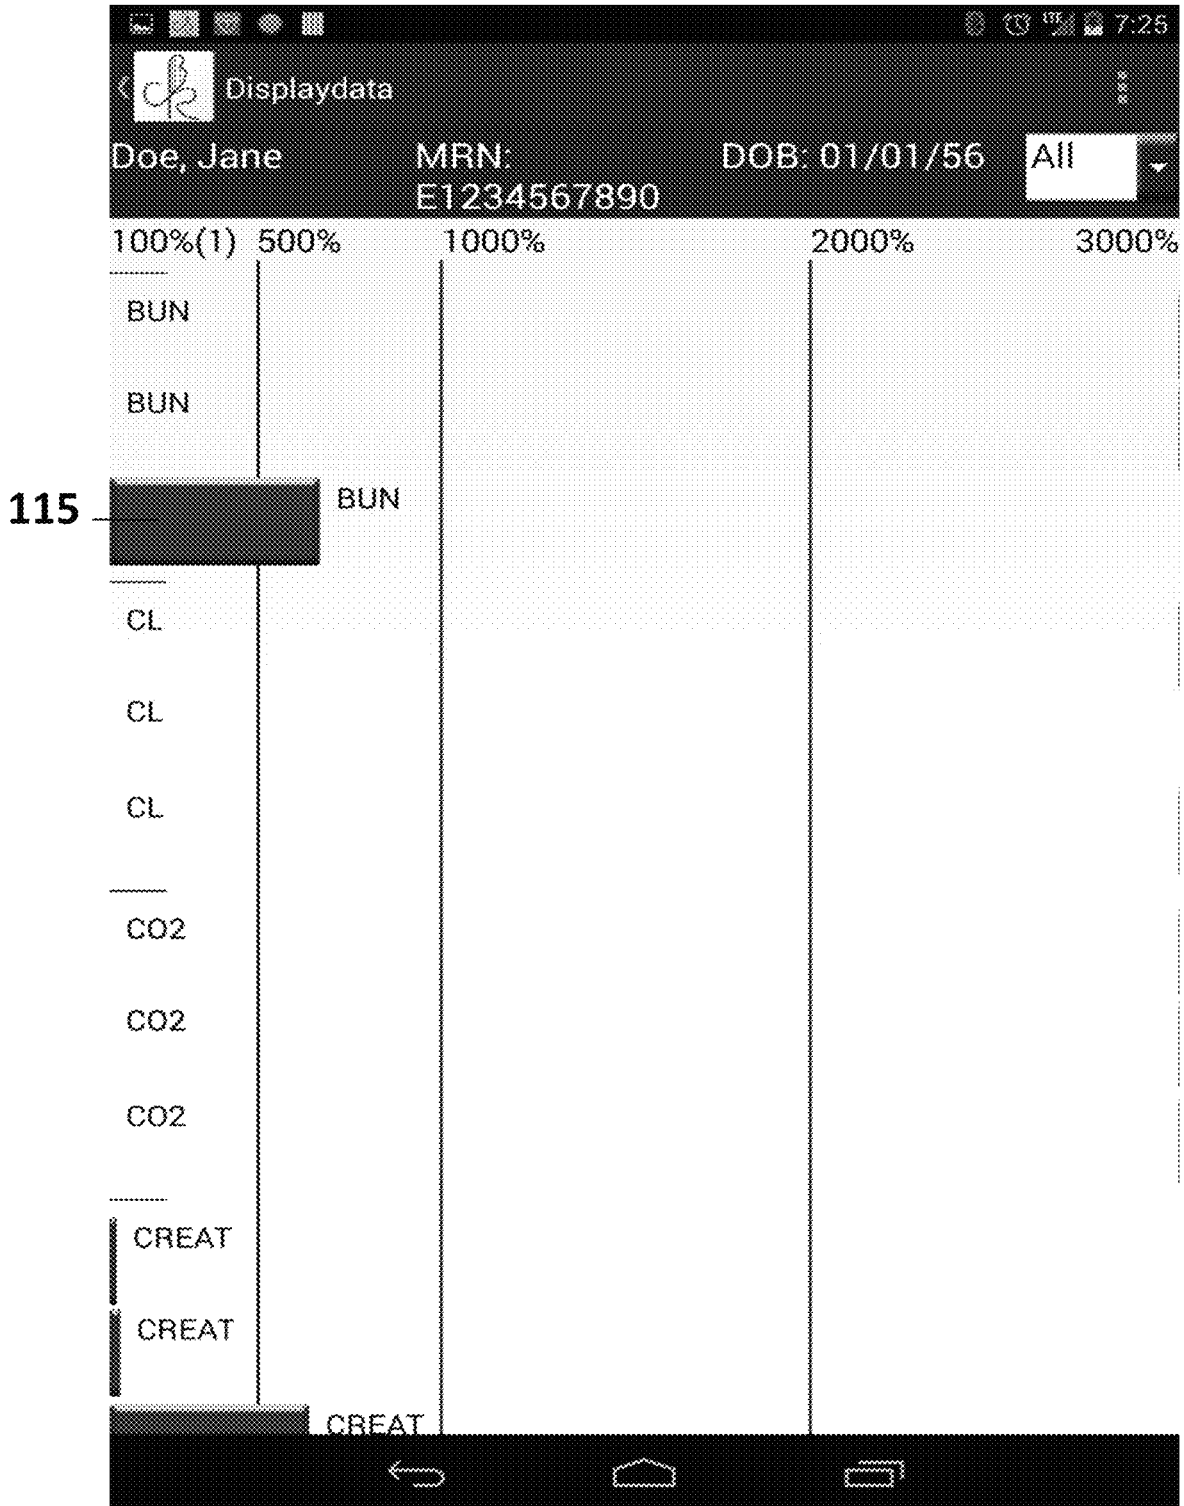 LTE 7:25
Displaydata
Doe, Jane MRN: DOB: 01/01/56 All
E1234567890
100%(1) 500% 1000% 2000% 3000%
BUN
BUN
115 BUN
CL
CL
CL
CO2
CO2
CO2
CREAT
CREAT
CREAT